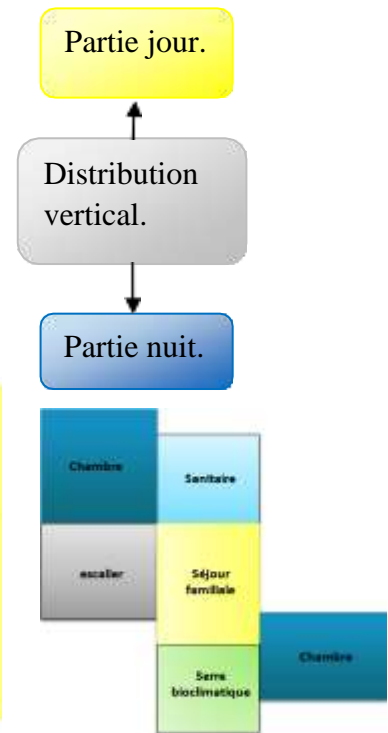 Partie jour.
Distribution
vertical.
Partie nuit.
Chambre
Sanitaire
escalier
Séjour
familiale
Chambre
Serre
bioclimatique